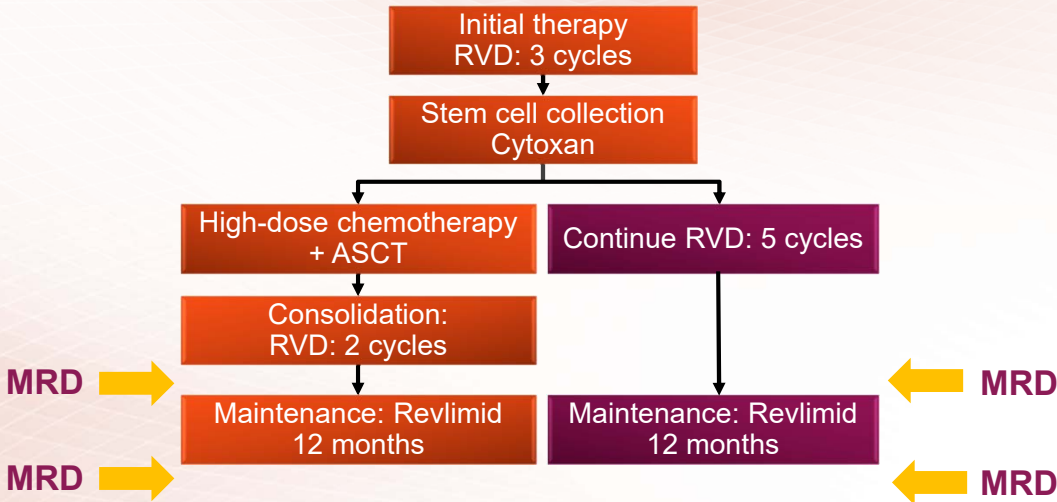 Initial therapy
RVD: 3 cycles
Stem cell collection
Cytoxan
High-dose chemotherapy
+ ASCT
Continue RVD: 5 cycles
Consolidation:
RVD: 2 cycles
MRD
MRD
Maintenance: Revlimid
12 months
Maintenance: Revlimid
12 months
MRD
MRD